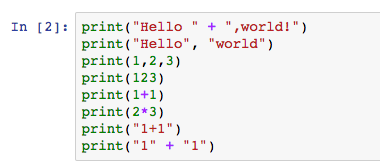 In [2]: print("Hello " + ",world!")
print("Hello", "world")
print(1,2,3)
print(123)
print(1+1)
print(2*3)
print("1+1")
print("1" + "1")